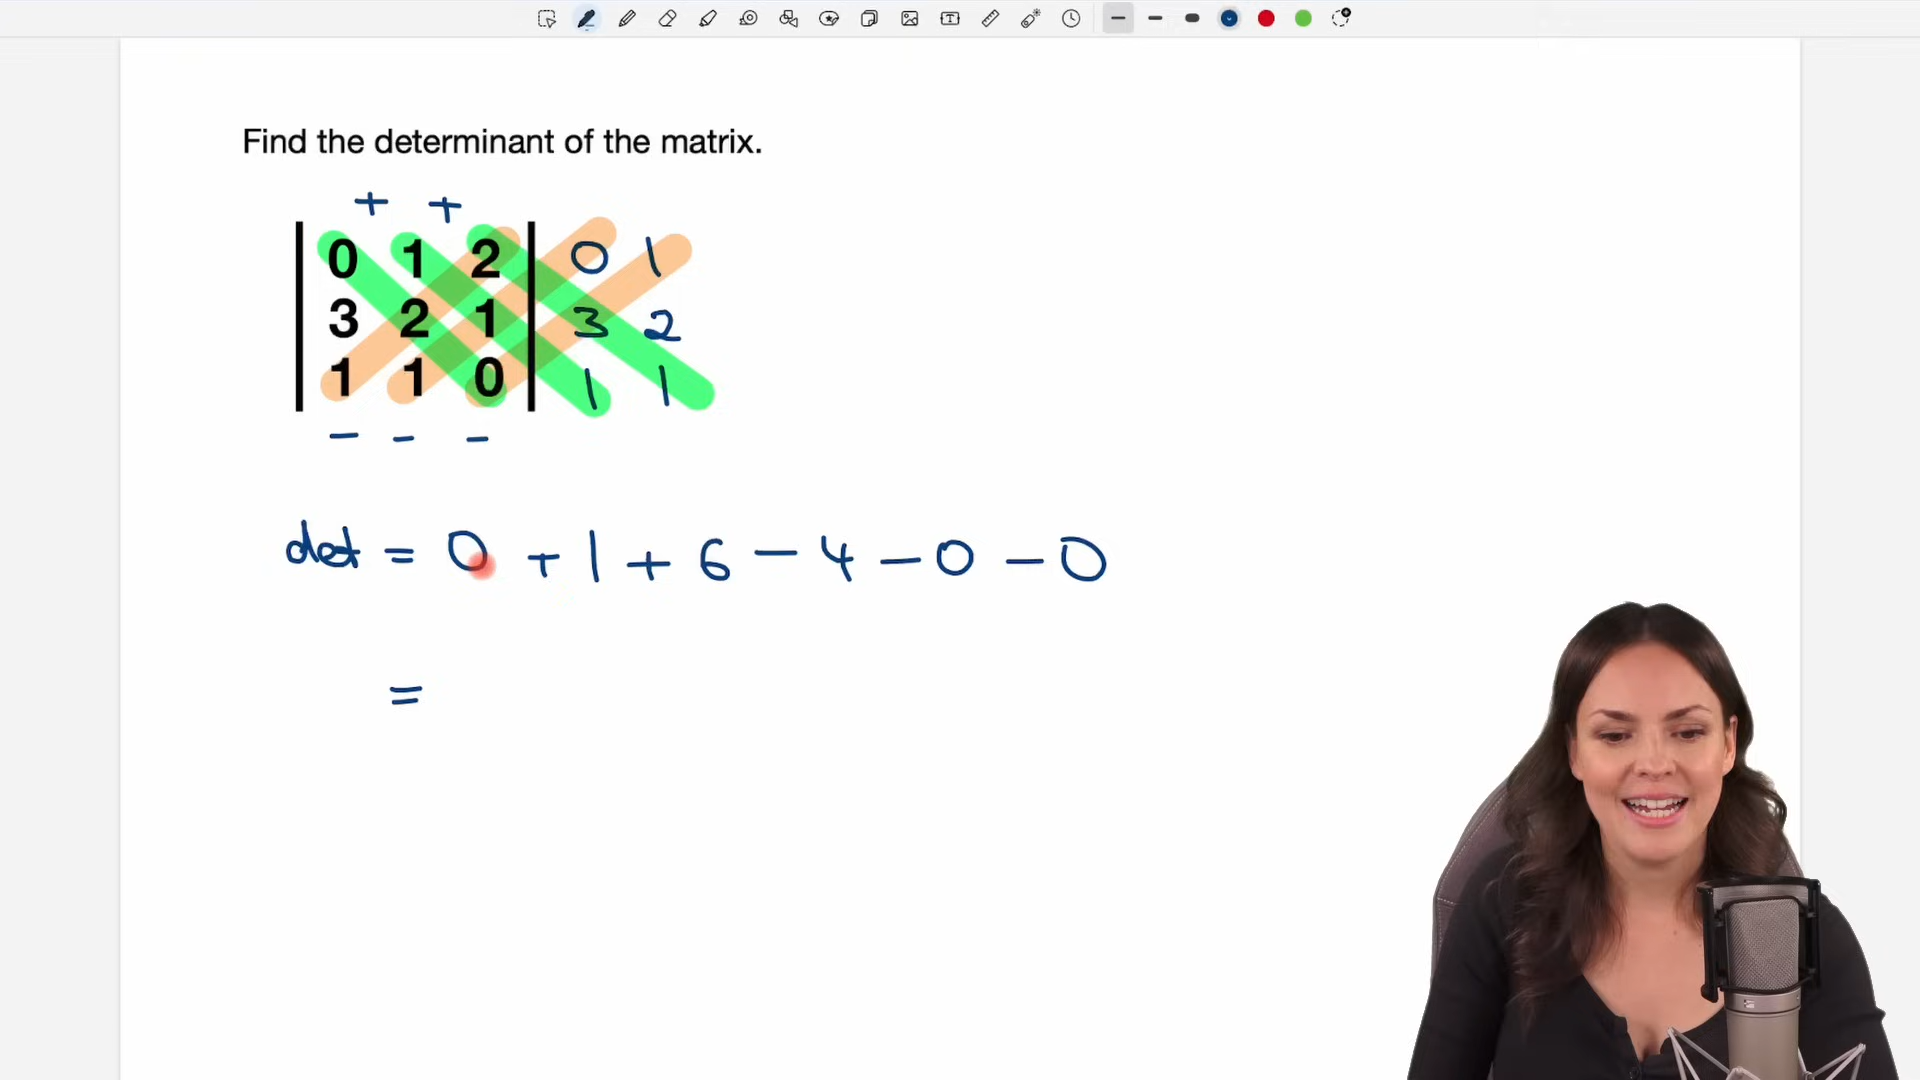 Find the determinant of the matrix.
+ +
0 1 2 0 1
3 2 1 3 2
1 1 0 1 1
− − −
det = 0 + 1 + 6 − 4 − 0 − 0
=